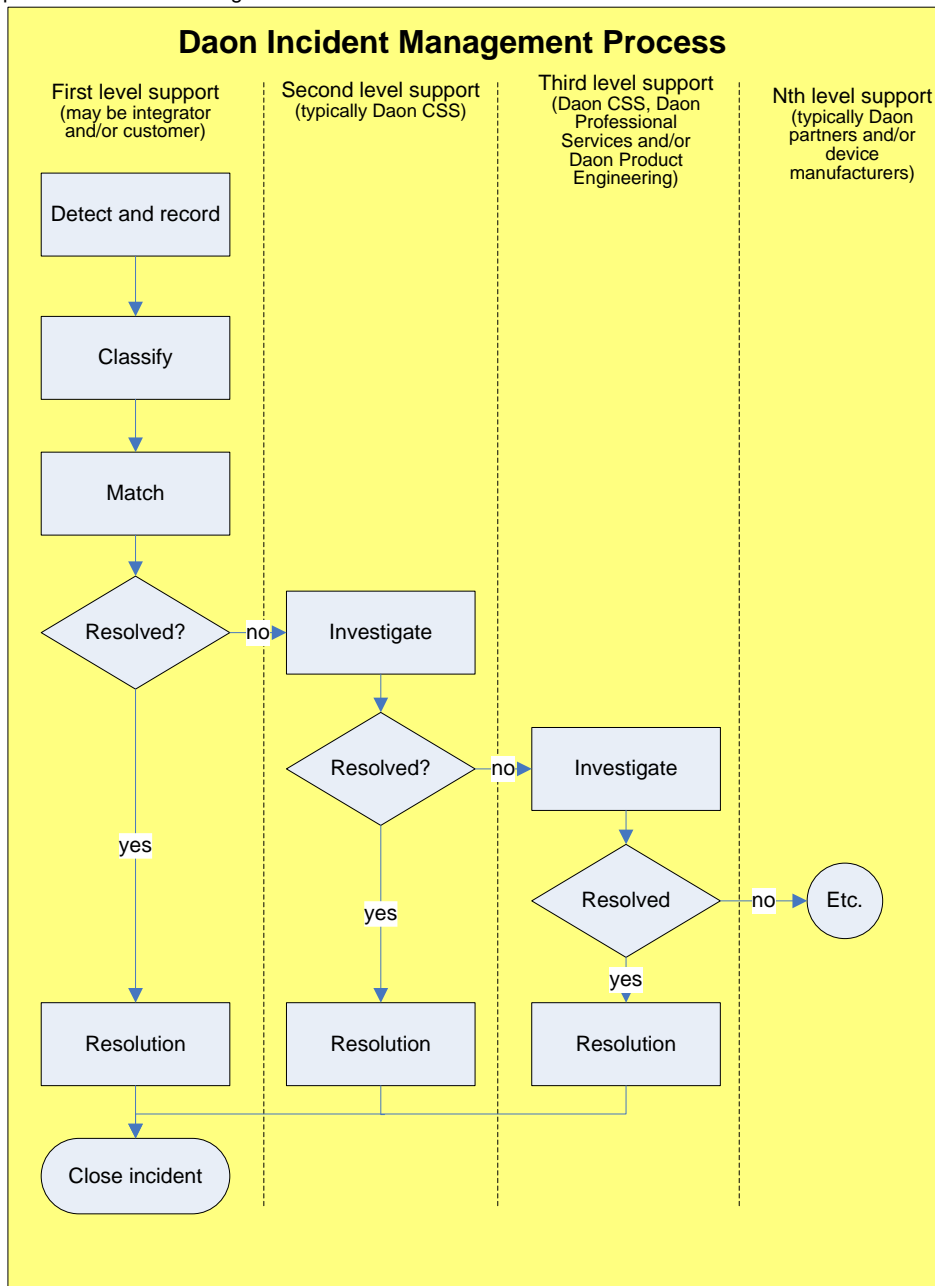 Daon Incident Management Process
First level support
(may be integrator
and/or customer)
Second level support
(typically Daon CSS)
Third level support
(Daon CSS, Daon
Professional
Services and/or
Daon Product
Engineering)
Nth level support
(typically Daon
partners and/or
device
manufacturers)
Detect and record
Classify
Match
Resolved?
no
Investigate
Resolved?
no
Investigate
yes
yes
Resolved
no
Etc.
yes
Resolution
Resolution
Resolution
Close incident